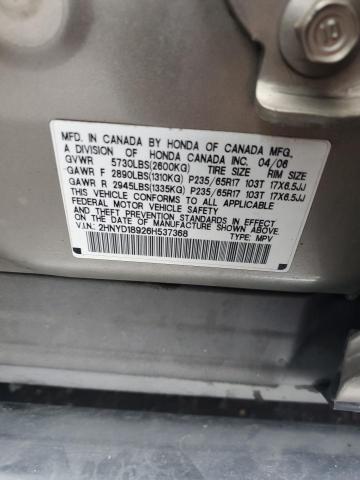 10
MFD. IN CANADA BY HONDA OF CANADA MFG.
A DIVISION OF HONDA CANADA INC. 04/06
GVWR 5730LBS(2600KG) TIRE SIZE RIM SIZE
GAWR F 2890LBS(1310KG) P235/65R17 103T 17X6.5JJ
GAWR R 2945LBS(1335KG) P235/65R17 103T 17X6.5JJ
THIS VEHICLE CONFORMS TO ALL APPLICABLE
FEDERAL MOTOR VEHICLE SAFETY AND
THEFT PREVENTION STANDARDS IN EFFECT
ON THE DATE OF MANUFACTURE SHOWN ABOVE.
V.I.N.: 2HNYD18926H537368 TYPE: MPV